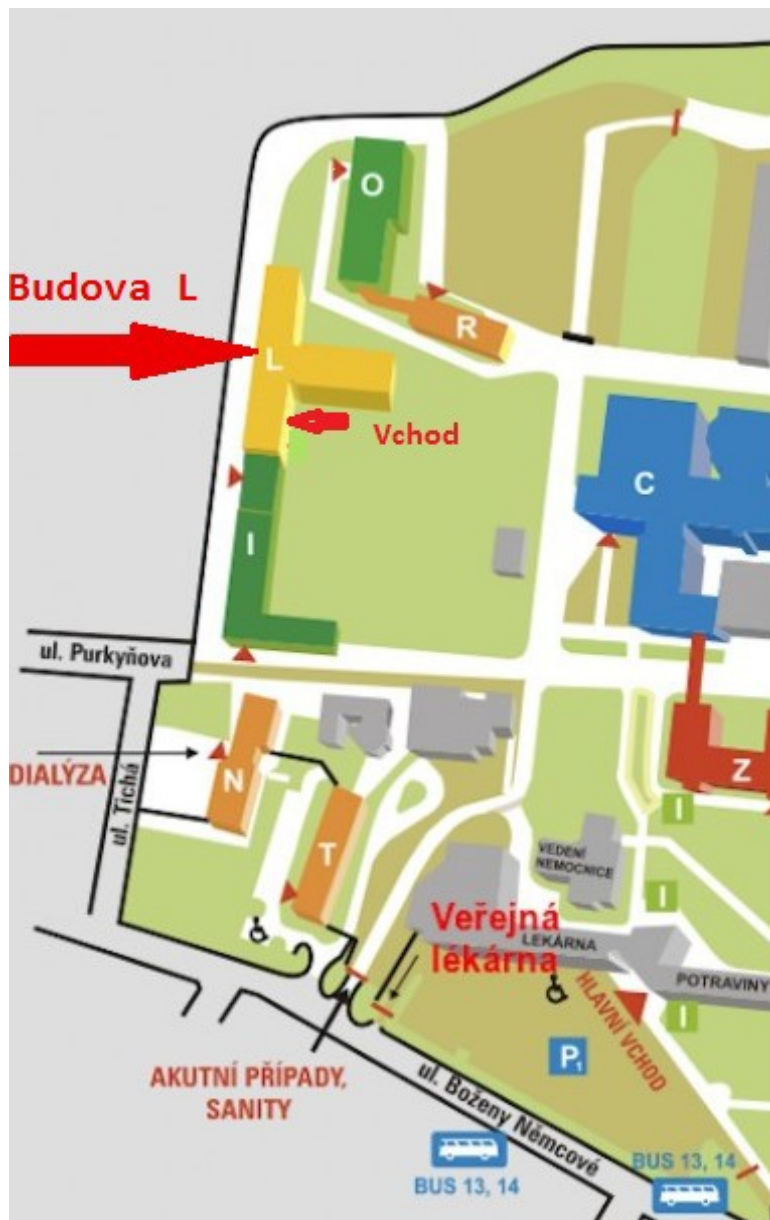 O
Budova L
R
L
Vchod
C
I
ul. Purkyňova
DIALÝZA
N
ul. Tichá
Z
I
T
VEDENÍ
NEMOCNICE
I
Veřejná
lékárna
LEKÁRNA
POTRAVINY
HLAVNÍ VCHOD
I
P1
AKUTNÍ PŘÍPADY,
SANITY
ul. Boženy Němcové
BUS 13, 14
BUS 13, 14